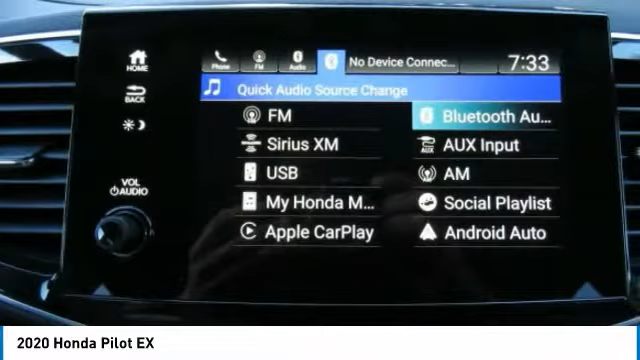 HOME
Phone FM Audio No Device Connec... 7:33
BACK
Quick Audio Source Change
FM Bluetooth Au...
Sirius XM AUX AUX Input
VOL
AUDIO
USB AM
My Honda M... Social Playlist
Apple CarPlay Android Auto
2020 Honda Pilot EX